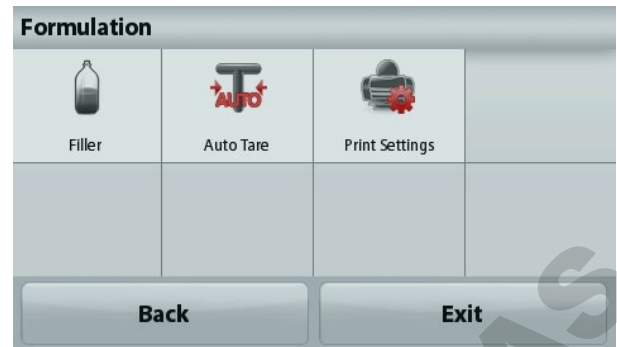 Formulation
AUTO
Filler
Auto Tare
Print Settings
Back
Exit